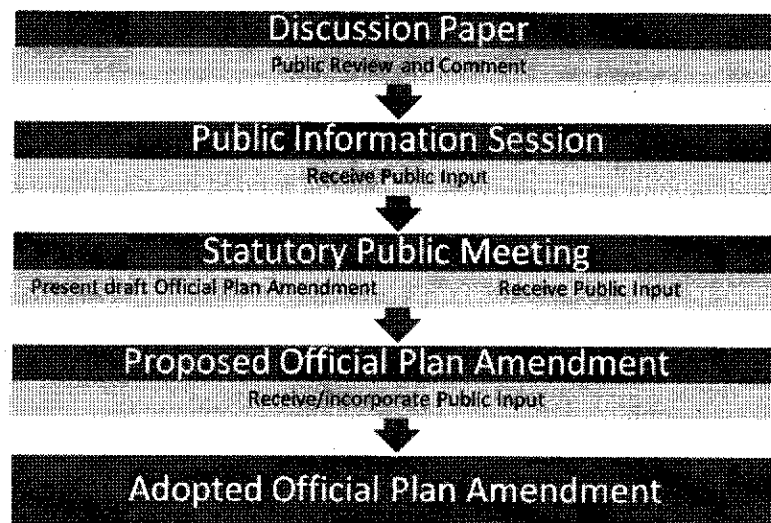 Discussion Paper
Public Review and Comment
Public Information Session
Receive Public Input
Statutory Public Meeting
Present draft Official Plan Amendment Receive Public Input
Proposed Official Plan Amendment
Receive/incorporate Public Input
Adopted Official Plan Amendment